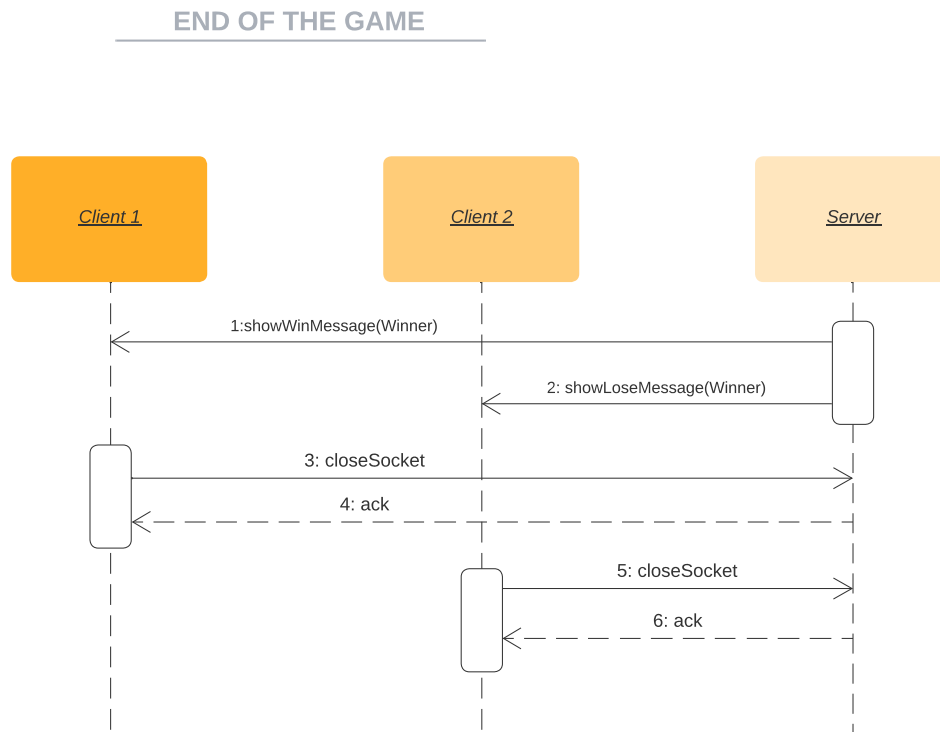 END OF THE GAME
Client 1
Client 2
Server
1:showWinMessage(Winner)
2: showLoseMessage(Winner)
3: closeSocket
4: ack
5: closeSocket
6: ack